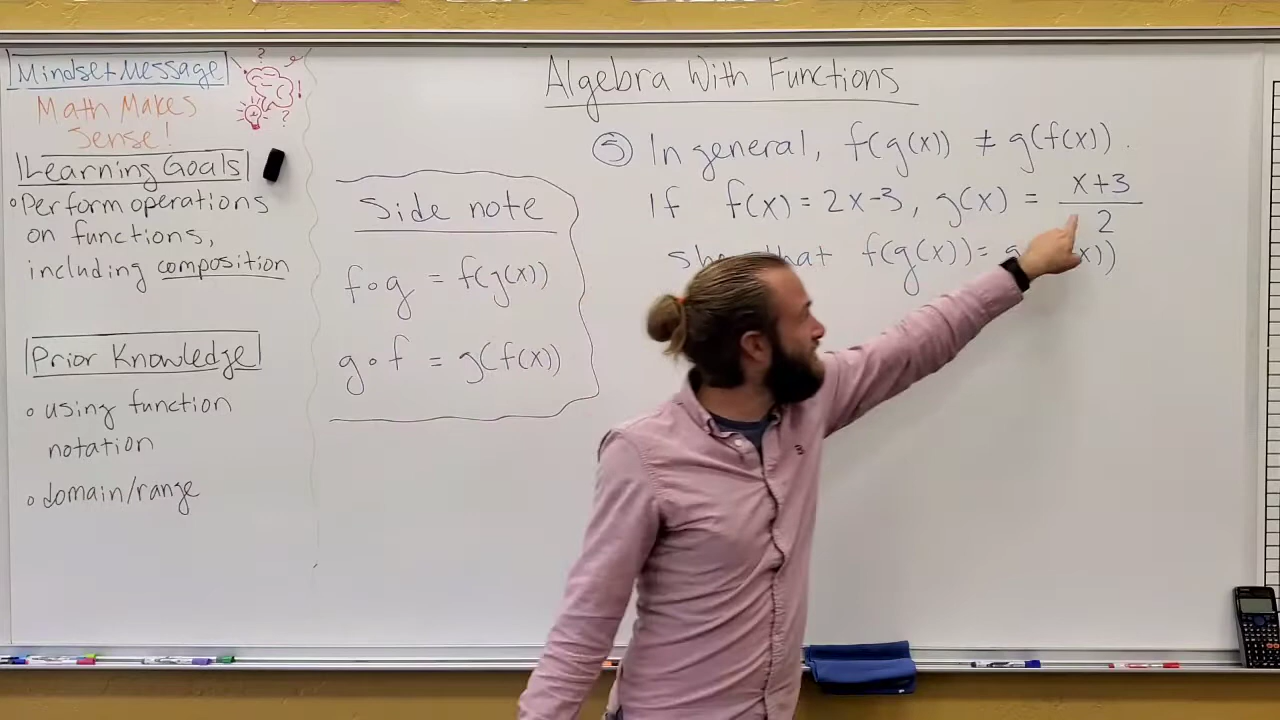 Mindset Message
Math Makes
Sense!
Learning Goals
Perform operations
on functions,
including composition
Prior Knowledge
using function
notation
domain/range
Side note
f∘g = f(g(x))
g∘f = g(f(x))
Algebra With Functions
⑤ In general, f(g(x)) ≠ g(f(x)).
If f(x) = 2x-3, g(x) = x+3
2
that f(g(x)) =